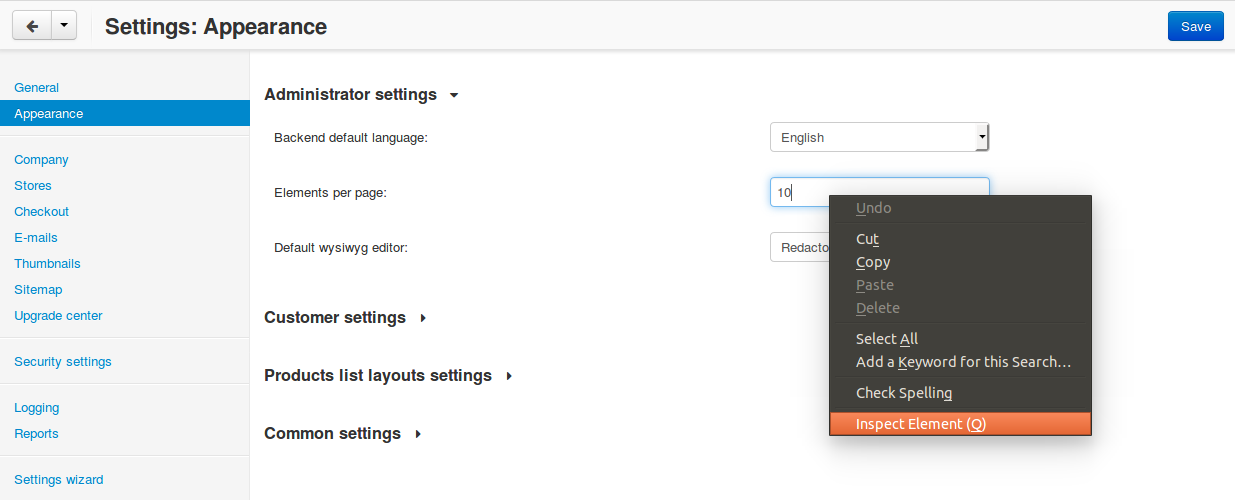 Settings: Appearance
Save
General
Appearance
Company
Stores
Checkout
E-mails
Thumbnails
Sitemap
Upgrade center
Security settings
Logging
Reports
Settings wizard
Administrator settings
Backend default language:
English
Elements per page:
10
Default wysiwyg editor:
Redacto
Customer settings
Products list layouts settings
Common settings
Undo
Cut
Copy
Paste
Delete
Select All
Add a Keyword for this Search...
Check Spelling
Inspect Element (Q)